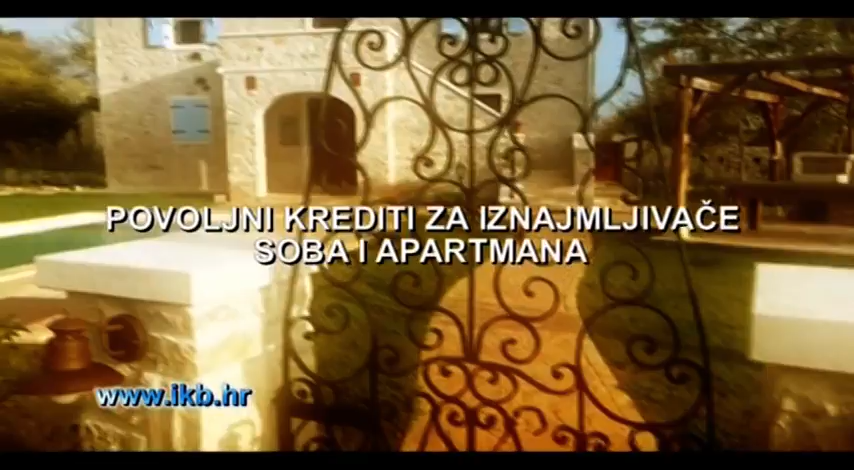 POVOLJNI KREDITI ZA IZNAJMLJIVAČE
SOBA I APARTMANA
www.ikb.hr